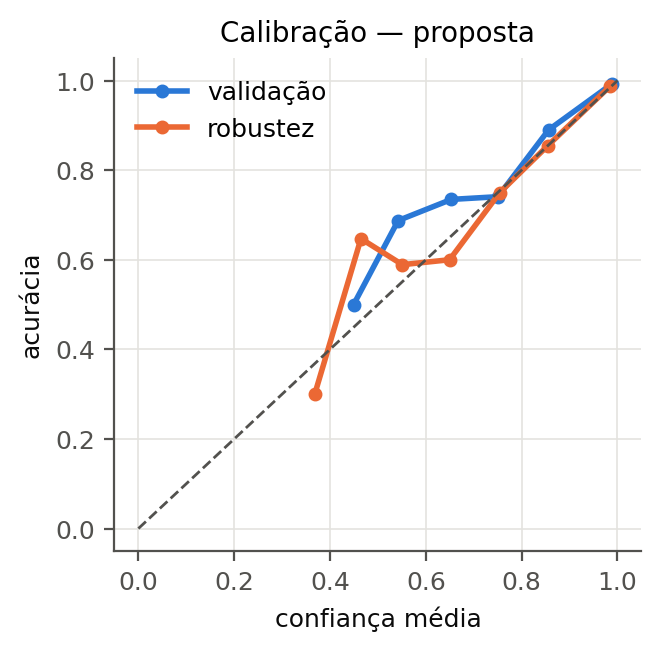 Calibração — proposta
validação
robustez
1.0
0.8
0.6
0.4
0.2
0.0
acurácia
0.0 0.2 0.4 0.6 0.8 1.0
confiança média